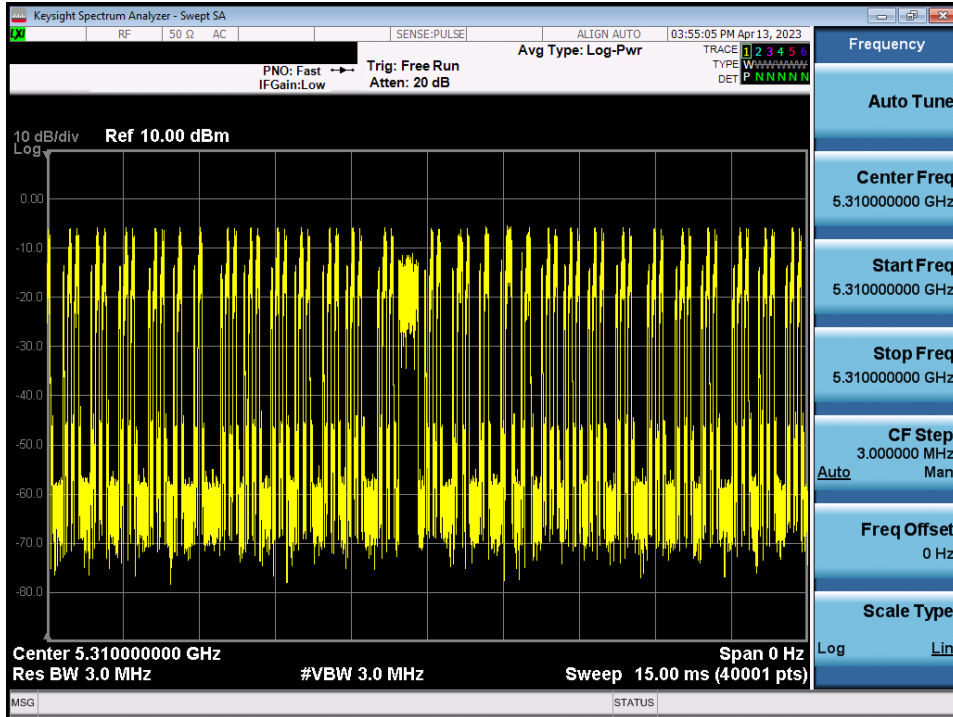 Keysight Spectrum Analyzer - Swept SA
LXI RF 50 Ω AC SENSE:PULSE ALIGN AUTO 03:55:05 PM Apr 13, 2023
Avg Type: Log-Pwr TRACE 1 2 3 4 5 6
PNO: Fast Trig: Free Run TYPE WWWWWW
IFGain:Low Atten: 20 dB DET P N N N N N
10 dB/div Ref 10.00 dBm
Log
0.00
-10.0
-20.0
-30.0
-40.0
-50.0
-60.0
-70.0
-80.0
Center 5.310000000 GHz Span 0 Hz
Res BW 3.0 MHz #VBW 3.0 MHz Sweep 15.00 ms (40001 pts)
MSG STATUS
Frequency
Auto Tune
Center Freq
5.310000000 GHz
Start Freq
5.310000000 GHz
Stop Freq
5.310000000 GHz
CF Step
3.000000 MHz
Auto Man
Freq Offset
0 Hz
Scale Type
Log Lin